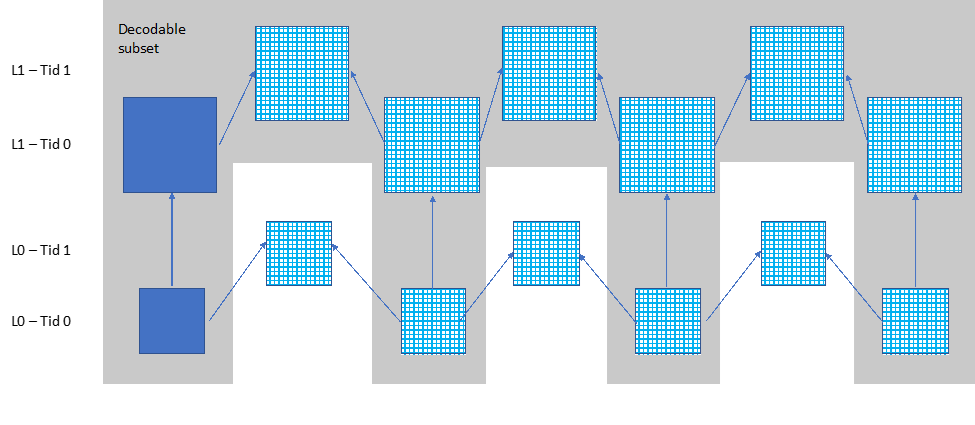 Decodable
subset
L1 – Tid 1
L1 – Tid 0
L0 – Tid 1
L0 – Tid 0